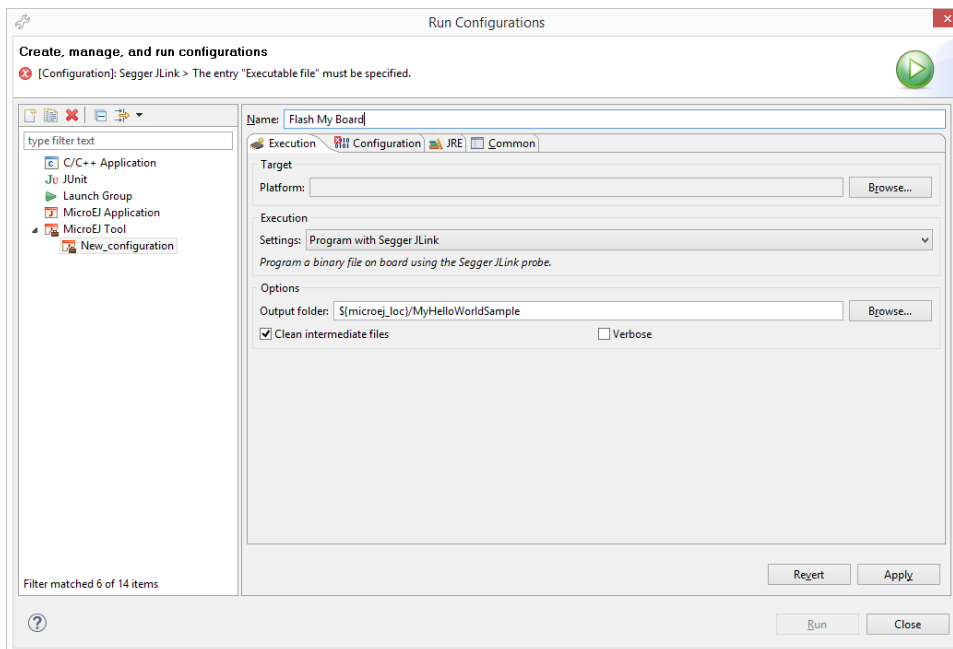 Run Configurations
Create, manage, and run configurations
[Configuration]: Segger JLink > The entry "Executable file" must be specified.
type filter text
C/C++ Application
JUnit
Launch Group
MicroEJ Application
MicroEJ Tool
New_configuration
Filter matched 6 of 14 items
Name: Flash My Board
Execution Configuration JRE Common
Target
Platform: Browse...
Execution
Settings: Program with Segger JLink
Program a binary file on board using the Segger JLink probe.
Options
Output folder: ${microej_loc}/MyHelloWorldSample Browse...
Clean intermediate files Verbose
Revert Apply
Run Close